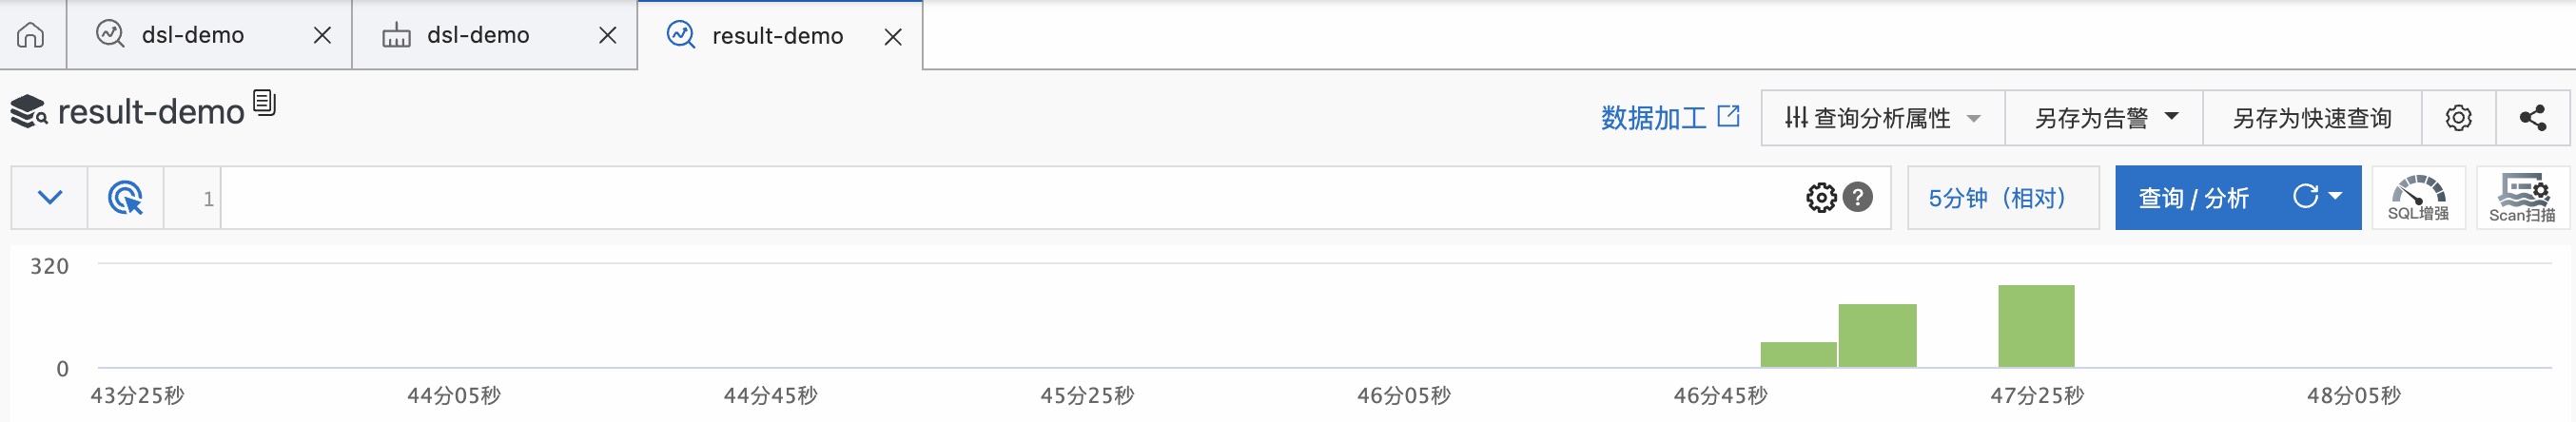 dsl-demo dsl-demo result-demo
result-demo 数据加工 查询分析属性 另存为告警 另存为快速查询
1 ? 5分钟（相对） 查询 / 分析 SQL增强 Scan扫描
320
0
43分25秒 44分05秒 44分45秒 45分25秒 46分05秒 46分45秒 47分25秒 48分05秒